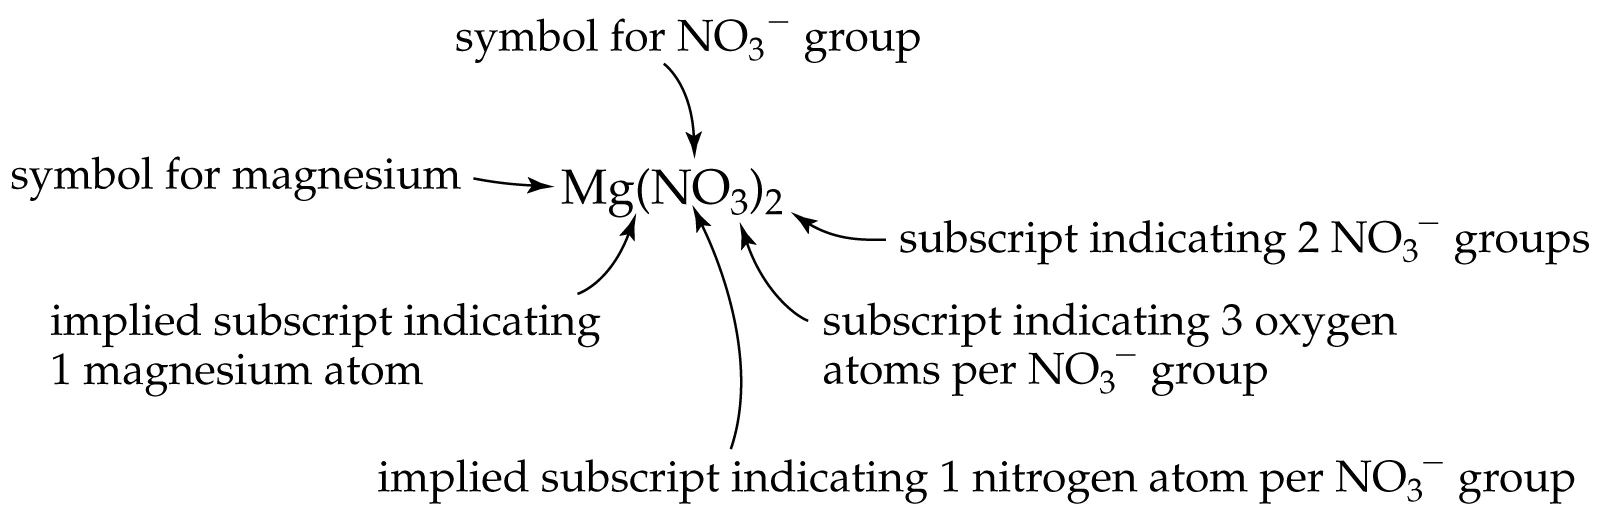 symbol for NO₃⁻ group
symbol for magnesium
Mg(NO₃)₂
subscript indicating 2 NO₃⁻ groups
implied subscript indicating
1 magnesium atom
subscript indicating 3 oxygen
atoms per NO₃⁻ group
implied subscript indicating 1 nitrogen atom per NO₃⁻ group